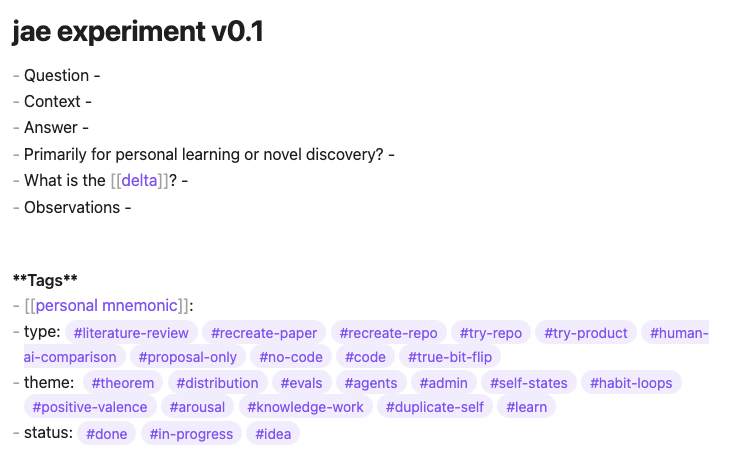 jae experiment v0.1
- Question -
- Context -
- Answer -
- Primarily for personal learning or novel discovery? -
- What is the [[delta]]? -
- Observations -
**Tags**
- [[personal mnemonic]]:
- type: #literature-review #recreate-paper #recreate-repo #try-repo #try-product #human-
ai-comparison #proposal-only #no-code #code #true-bit-flip
- theme: #theorem #distribution #evals #agents #admin #self-states #habit-loops
#positive-valence #arousal #knowledge-work #duplicate-self #learn
- status: #done #in-progress #idea